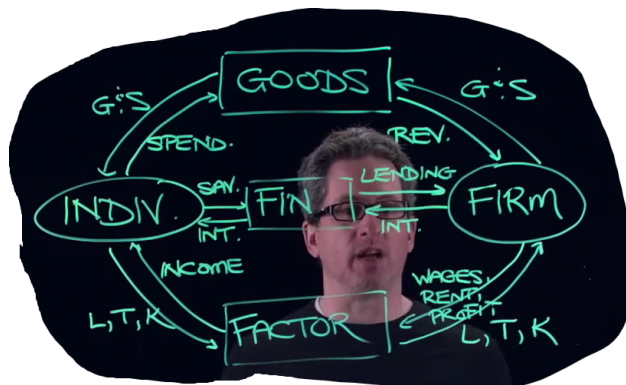 GOODS
G&S
G&S
SPEND.
REV.
SAV.
LENDING
INDIV.
FIN
FIRM
INT.
INT.
INCOME
WAGES,
RENT,
PROFIT
L, T, K
FACTOR
L, T, K